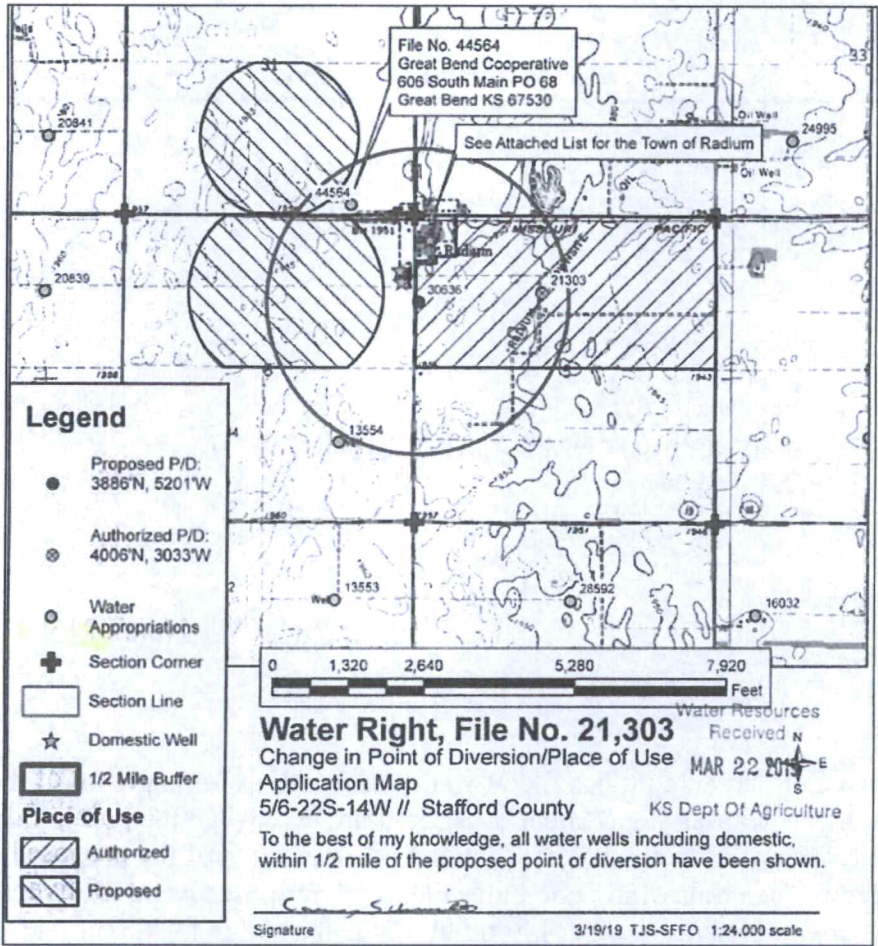 31
33
File No. 44564
Great Bend Cooperative
606 South Main PO 68
Great Bend KS 67530
See Attached List for the Town of Radium
Oil Well
20841
24995
Oil Well
44564
OIL
1951
MISSOURI
PACIFIC
Radium
20839
30636
21303
13554
13553
28592
16032
Well
Legend
Proposed P/D:
3886'N, 5201'W
Authorized P/D:
4006'N, 3033'W
Water
Appropriations
Section Corner
Section Line
Domestic Well
1/2 Mile Buffer
Place of Use
Authorized
Proposed
0 1,320 2,640 5,280 7,920
Feet
Water Right, File No. 21,303
Change in Point of Diversion/Place of Use
Application Map
5/6-22S-14W // Stafford County
Water Resources
Received
MAR 22 2019
KS Dept Of Agriculture
N
E
S
To the best of my knowledge, all water wells including domestic,
within 1/2 mile of the proposed point of diversion have been shown.
Signature
3/19/19 TJS-SFFO 1:24,000 scale